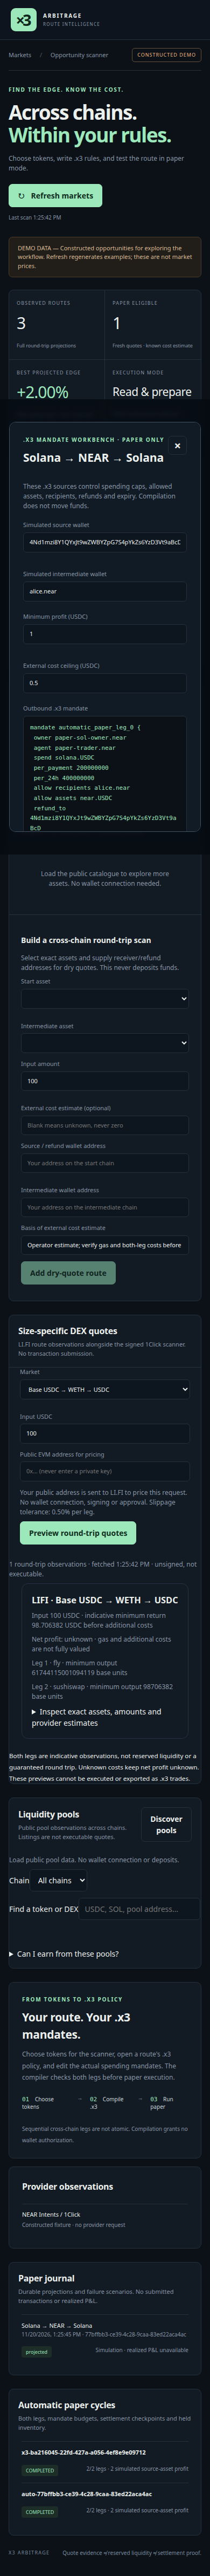 x3 ARBITRAGE
ROUTE INTELLIGENCE
Markets / Opportunity scanner CONSTRUCTED DEMO
FIND THE EDGE. KNOW THE COST.
Across chains.
Within your rules.
Choose tokens, write .x3 rules, and test the route in paper
mode.
↻ Refresh markets
Last scan 1:25:42 PM
DEMO DATA — Constructed opportunities for exploring the
workflow. Refresh regenerates examples; these are not market
prices.
OBSERVED ROUTES
3
Full round-trip projections
PAPER ELIGIBLE
1
Fresh quotes · known cost estimate
BEST PROJECTED EDGE
+2.00%
EXECUTION MODE
Read & prepare
.X3 MANDATE WORKBENCH · PAPER ONLY
Solana → NEAR → Solana
×
These .x3 sources control spending caps, allowed
assets, recipients, refunds and expiry. Compilation
does not move funds.
Simulated source wallet
Simulated intermediate wallet
alice.near
Minimum profit (USDC)
1
External cost ceiling (USDC)
0.5
Outbound .x3 mandate
mandate automatic_paper_leg_0 {
owner paper-sol-owner.near
agent paper-trader.near
spend solana.USDC
per_payment 200000000
per_24h 400000000
allow recipients alice.near
allow assets near.USDC
refund_to
Load the public catalogue to explore more
assets. No wallet connection needed.
Build a cross-chain round-trip scan
Select exact assets and supply receiver/refund
addresses for dry quotes. This never deposits funds.
Start asset
Intermediate asset
Input amount
100
External cost estimate (optional)
Blank means unknown, never zero
Source / refund wallet address
Your address on the start chain
Intermediate wallet address
Your address on the intermediate chain
Basis of external cost estimate
Operator estimate; verify gas and both-leg costs before
Add dry-quote route
Size-specific DEX quotes
LI.FI route observations alongside the signed 1Click scanner.
No transaction submission.
Market
Base USDC → WETH → USDC
Input USDC
100
Public EVM address for pricing
0x... (never enter a private key)
Your public address is sent to LI.FI to price this request.
No wallet connection, signing or approval. Slippage
tolerance: 0.50% per leg.
Preview round-trip quotes
1 round-trip observations · fetched 1:25:42 PM · unsigned, not
executable.
LIFI · Base USDC → WETH → USDC
Input 100 USDC · indicative minimum return
98.706382 USDC before additional costs
Net profit: unknown · gas and additional costs
are not fully valued
Leg 1 · fly · minimum output
61744115001094119 base units
Leg 2 · sushiswap · minimum output 98706382
base units
▶ Inspect exact assets, amounts and
provider estimates
Both legs are indicative observations, not reserved liquidity or a
guaranteed round trip. Unknown costs keep net profit unknown.
These previews cannot be executed or exported as .x3 trades.
Liquidity pools
Public pool observations across chains.
Listings are not executable quotes.
Discover
pools
Load public pool data. No wallet connection or deposits.
Chain All chains
Find a token or DEX USDC, SOL, pool address...
▶ Can I earn from these pools?
FROM TOKENS TO .X3 POLICY
Your route. Your .x3
mandates.
Choose tokens for the scanner, open a route's .x3
policy, and edit the actual spending mandates. The
compiler checks both legs before paper execution.
01 Choose tokens → 02 Compile .x3 → 03 Run paper
Sequential cross-chain legs are not atomic. Compilation grants no
wallet authorization.
Provider observations
NEAR Intents / 1Click
Constructed fixture · no provider request
Paper journal
Durable projections and failure scenarios. No submitted
transactions or realized P&L.
Solana → NEAR → Solana
projected Simulation · realized P&L unavailable
Automatic paper cycles
Both legs, mandate budgets, settlement checkpoints and held
inventory.
x3-ba216045-22fd-427a-a056-4ef8e9e09712
COMPLETED 2/2 legs · 2 simulated source-asset profit
auto-77bffbb3-ce39-4c28-9caa-83ed22aca4ac
COMPLETED 2/2 legs · 2 simulated source-asset profit
X3 ARBITRAGE